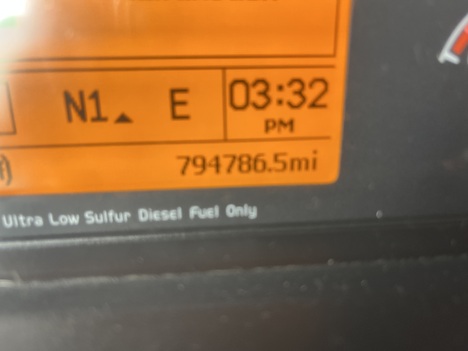 N1 ▲ E 03:32
PM
794786.5mi
Ultra Low Sulfur Diesel Fuel Only